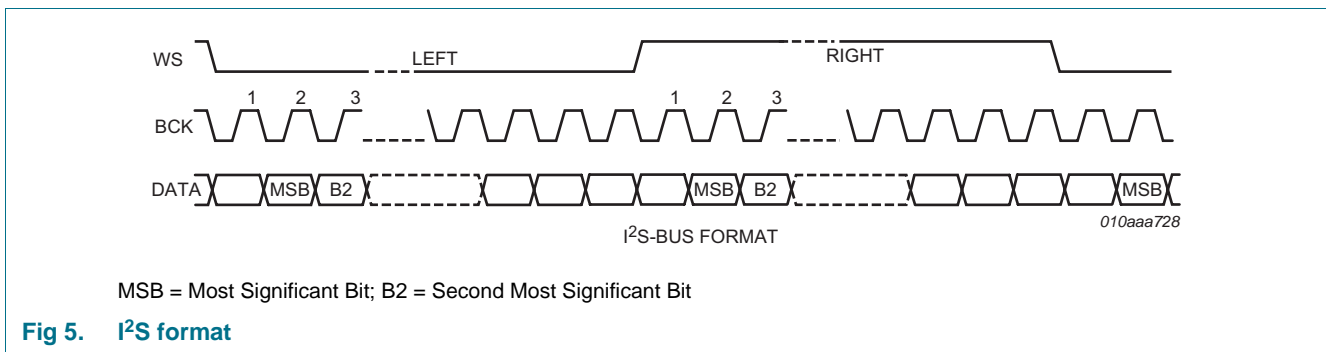 WS LEFT RIGHT
1 2 3 1 2 3
BCK
DATA MSB B2 MSB B2 MSB
010aaa728
I²S-BUS FORMAT
MSB = Most Significant Bit; B2 = Second Most Significant Bit
Fig 5. I²S format